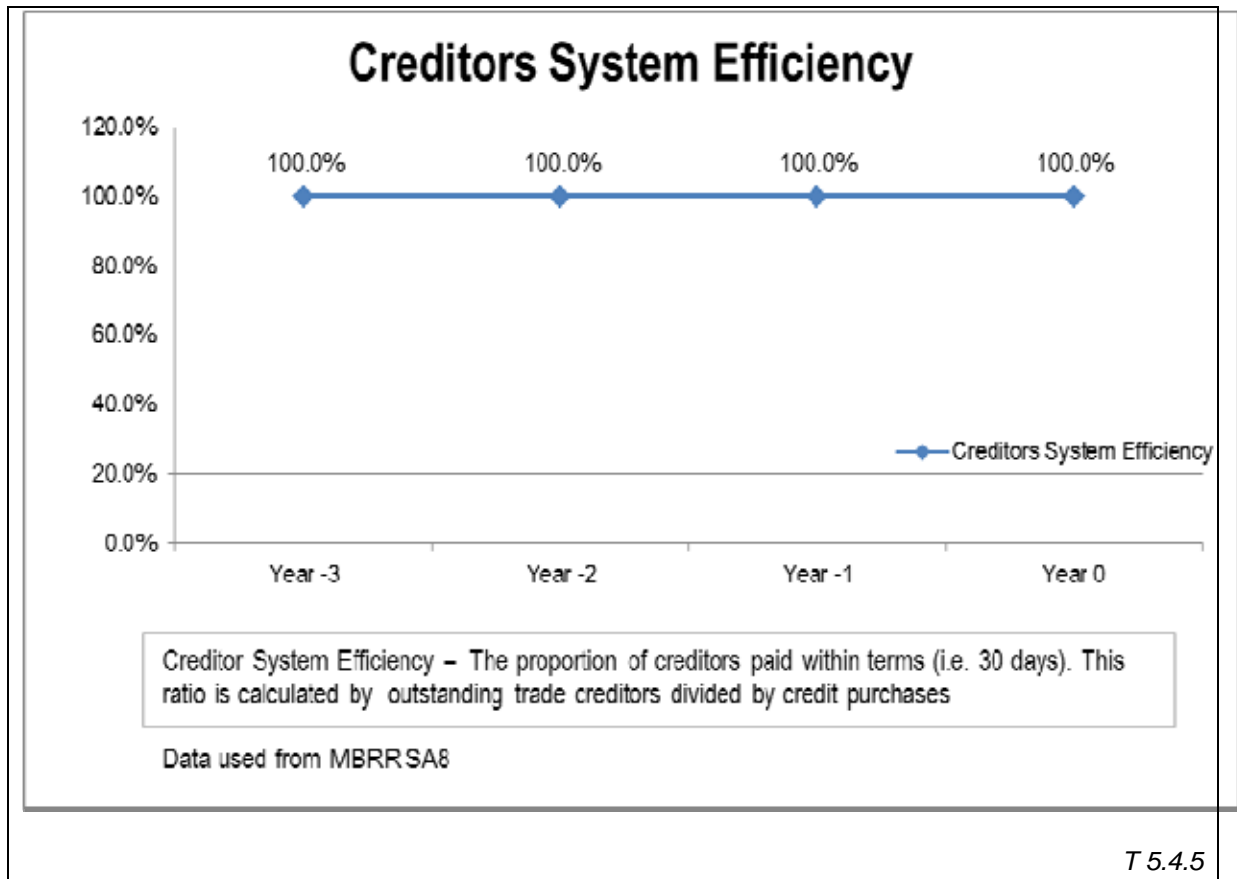 Creditors System Efficiency
120.0%
100.0%
80.0%
60.0%
40.0%
20.0%
0.0%
100.0% 100.0% 100.0% 100.0%
Creditors System Efficiency
Year -3 Year -2 Year -1 Year 0
Creditor System Efficiency – The proportion of creditors paid within terms (i.e. 30 days). This
ratio is calculated by outstanding trade creditors divided by credit purchases
Data used from MBRRSA8
T 5.4.5